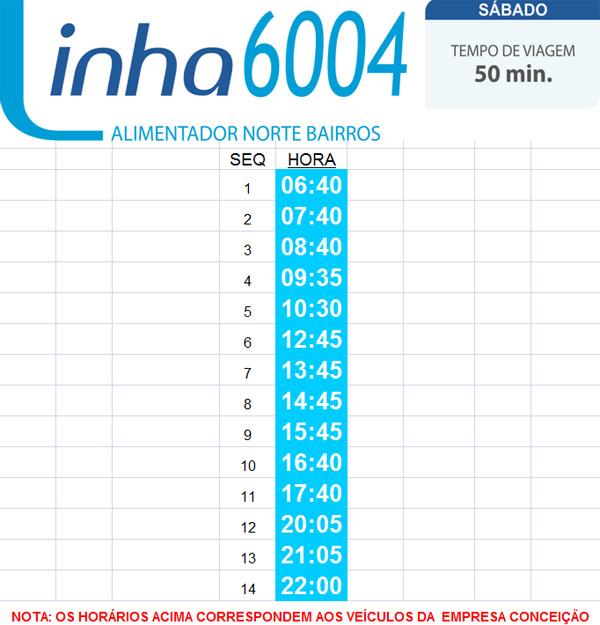 Linha 6004
SÁBADO
TEMPO DE VIAGEM
50 min.
ALIMENTADOR NORTE BAIRROS
SEQ HORA
1 06:40
2 07:40
3 08:40
4 09:35
5 10:30
6 12:45
7 13:45
8 14:45
9 15:45
10 16:40
11 17:40
12 20:05
13 21:05
14 22:00
NOTA: OS HORÁRIOS ACIMA CORRESPONDEM AOS VEÍCULOS DA EMPRESA CONCEIÇÃO